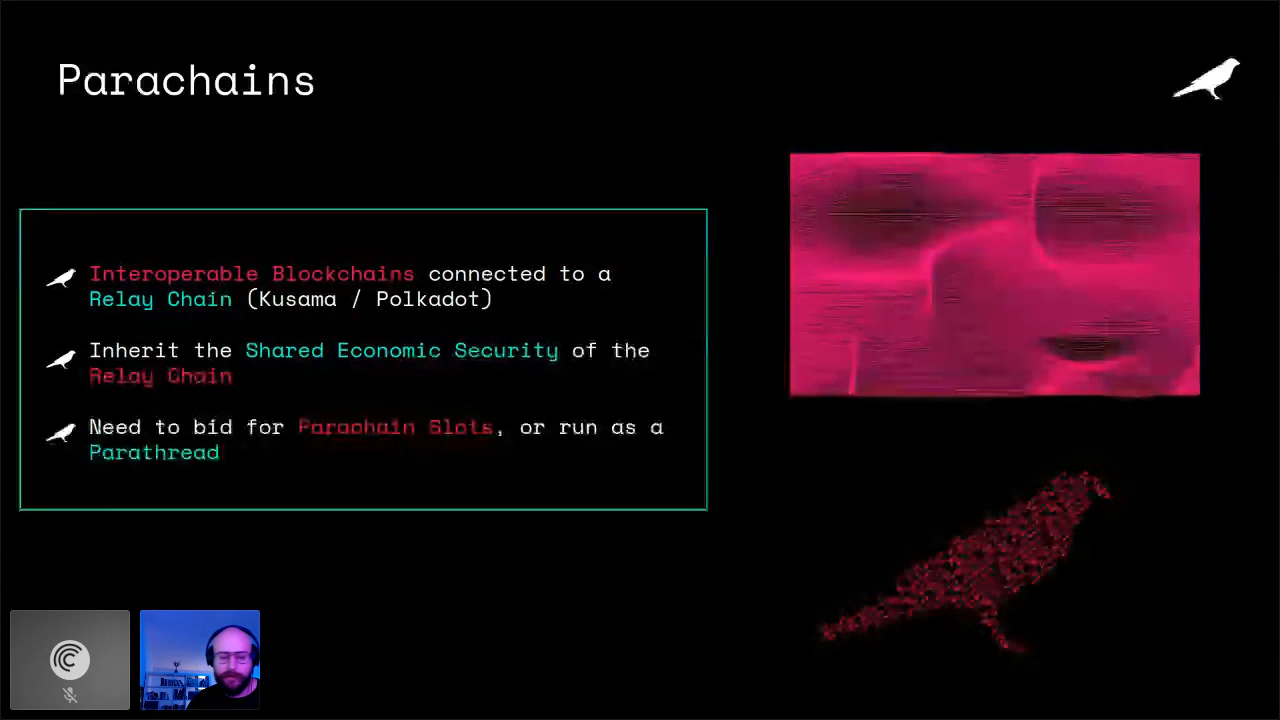 Parachains
Interoperable Blockchains connected to a
Relay Chain (Kusama / Polkadot)
Inherit the Shared Economic Security of the
Relay Chain
Need to bid for Parachain Slots, or run as a
Parathread